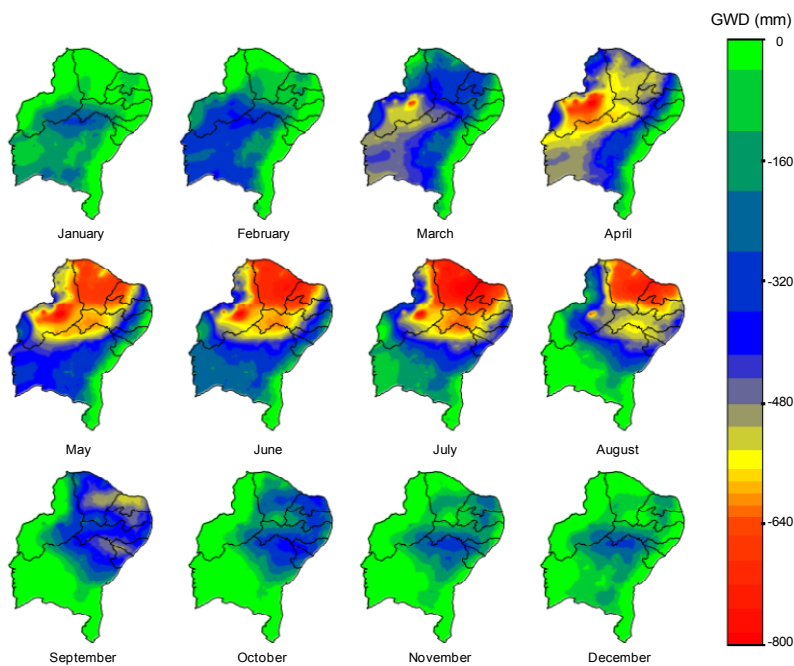 GWD (mm)
0
-160
-320
-480
-640
-800
January
February
March
April
May
June
July
August
September
October
November
December